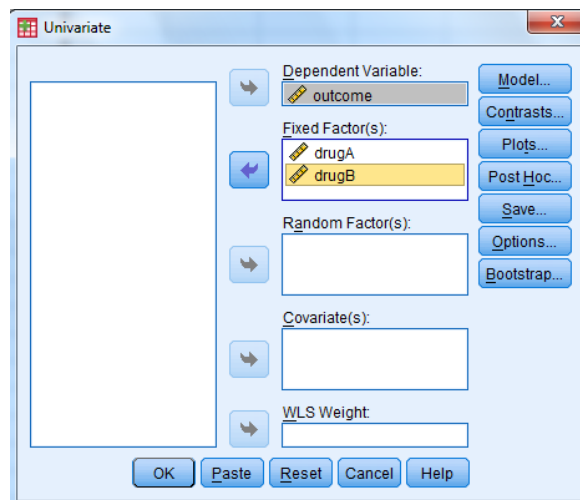 Univariate
Dependent Variable:
outcome
Fixed Factor(s):
drugA
drugB
Random Factor(s):
Covariate(s):
WLS Weight:
Model...
Contrasts...
Plots...
Post Hoc...
Save...
Options...
Bootstrap...
OK Paste Reset Cancel Help